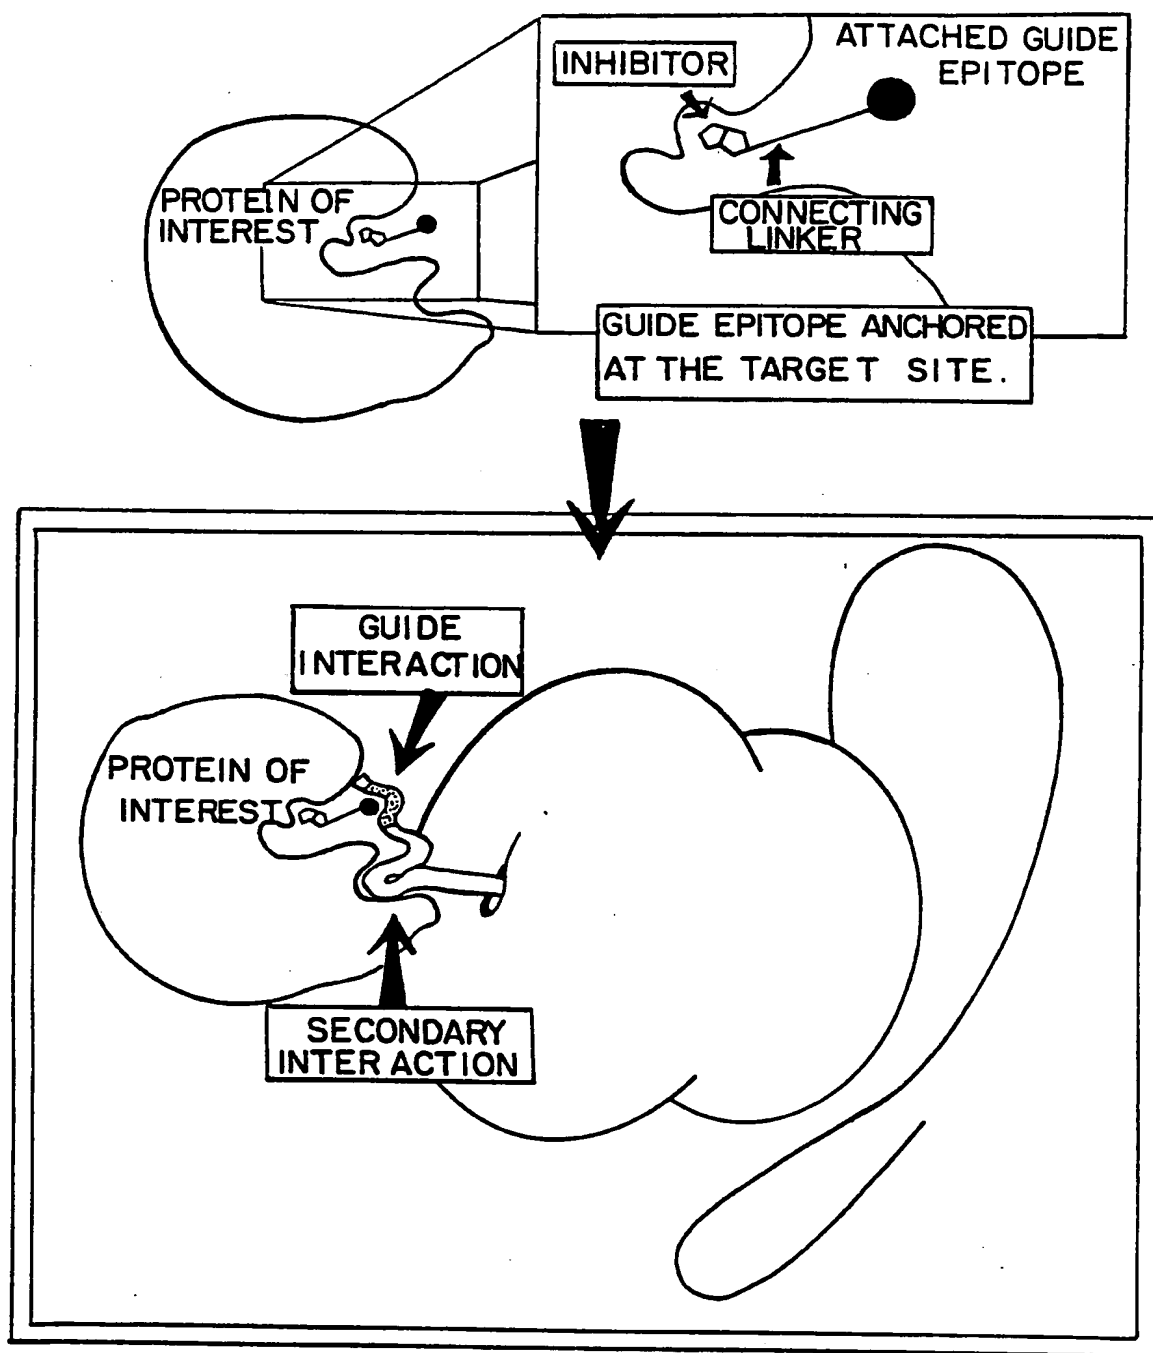 ATTACHED GUIDE
EPITOPE
INHIBITOR
PROTEIN OF
INTEREST
CONNECTING
LINKER
GUIDE EPITOPE ANCHORED
AT THE TARGET SITE.
GUIDE
INTERACTION
PROTEIN OF
INTEREST
SECONDARY
INTERACTION